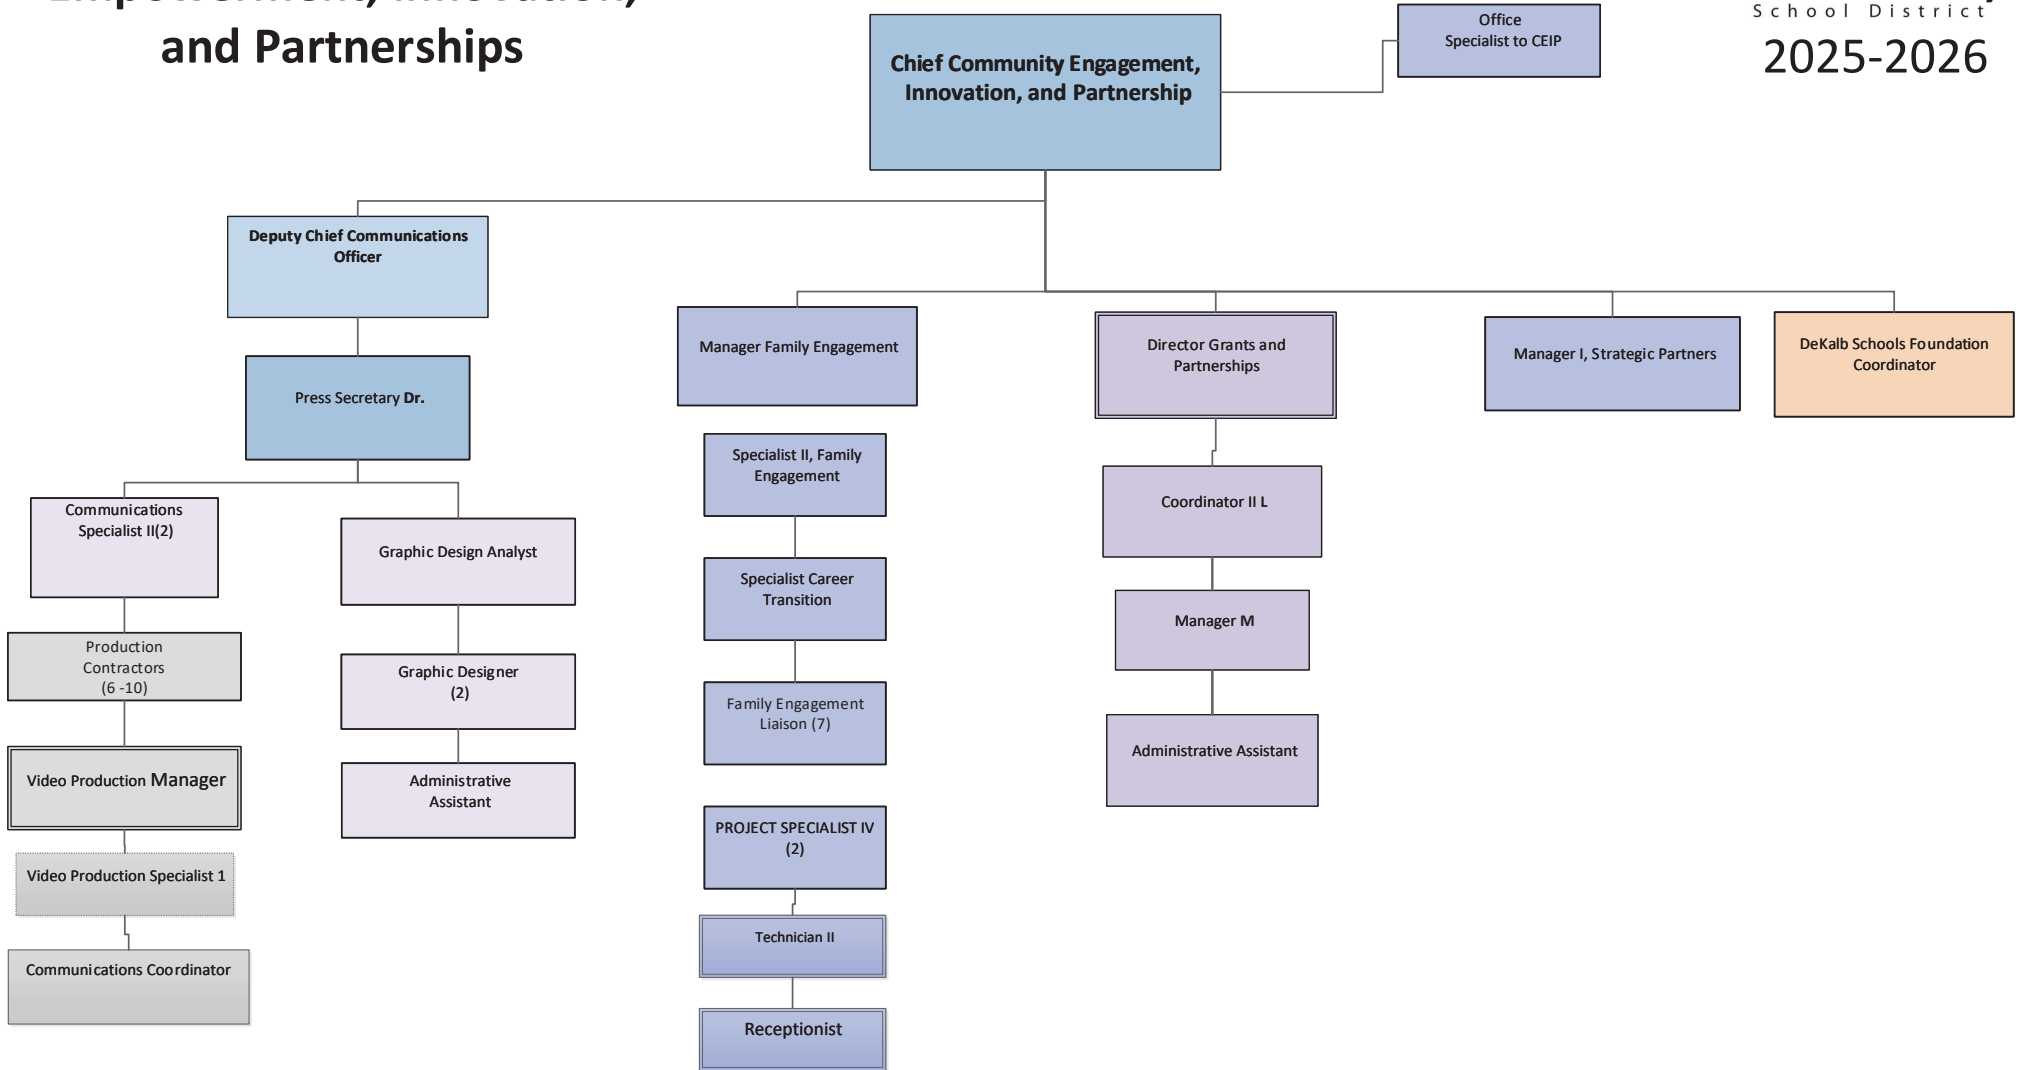 Empowerment, Innovation,
and Partnerships
School District
2025-2026
Office
Specialist to CEIP
Chief Community Engagement,
Innovation, and Partnership
Deputy Chief Communications
Officer
Press Secretary Dr.
Manager Family Engagement
Director Grants and
Partnerships
Manager I, Strategic Partners
DeKalb Schools Foundation
Coordinator
Communications
Specialist II(2)
Graphic Design Analyst
Specialist II, Family
Engagement
Coordinator II L
Production
Contractors
(6 -10)
Graphic Designer
(2)
Specialist Career
Transition
Manager M
Video Production Manager
Administrative
Assistant
Family Engagement
Liaison (7)
Administrative Assistant
Video Production Specialist 1
PROJECT SPECIALIST IV
(2)
Communications Coordinator
Technician II
Receptionist